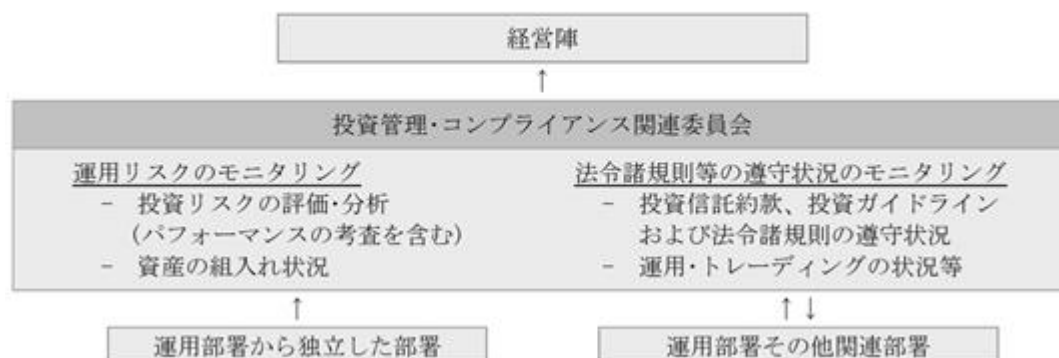 経営陣
↑
投資管理・コンプライアンス関連委員会
運用リスクのモニタリング
− 投資リスクの評価・分析
(パフォーマンスの考査を含む)
− 資産の組入れ状況
法令諸規則等の遵守状況のモニタリング
− 投資信託約款、投資ガイドライン
および法令諸規則の遵守状況
− 運用・トレーディングの状況等
↑
↑↓
運用部署から独立した部署
運用部署その他関連部署